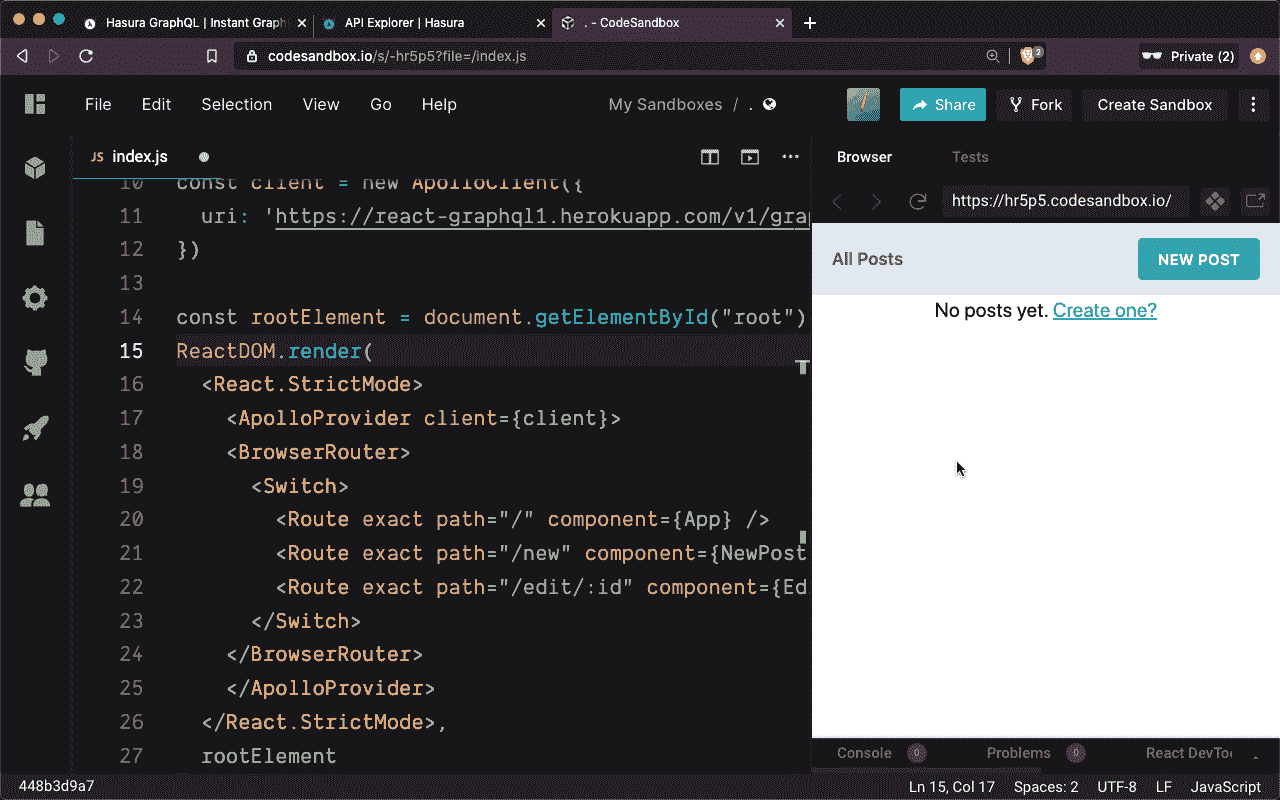 Hasura GraphQL | Instant Graph
API Explorer | Hasura
. - CodeSandbox
codesandbox.io/s/-hr5p5?file=/index.js
2
Private (2)
File Edit Selection View Go Help
My Sandboxes / .
Share
Fork
Create Sandbox
JS index.js
10 const client = new ApolloClient({
11 uri: 'https://react-graphql1.herokuapp.com/v1/gra
12 })
13
14 const rootElement = document.getElementById("root")
15 ReactDOM.render(
16 <React.StrictMode>
17 <ApolloProvider client={client}>
18 <BrowserRouter>
19 <Switch>
20 <Route exact path="/" component={App} />
21 <Route exact path="/new" component={NewPost
22 <Route exact path="/edit/:id" component={Ed
23 </Switch>
24 </BrowserRouter>
25 </ApolloProvider>
26 </React.StrictMode>,
27 rootElement
Browser Tests
https://hr5p5.codesandbox.io/
All Posts
NEW POST
No posts yet. Create one?
Console 0 Problems 0 React DevToo
448b3d9a7
Ln 15, Col 17 Spaces: 2 UTF-8 LF JavaScript